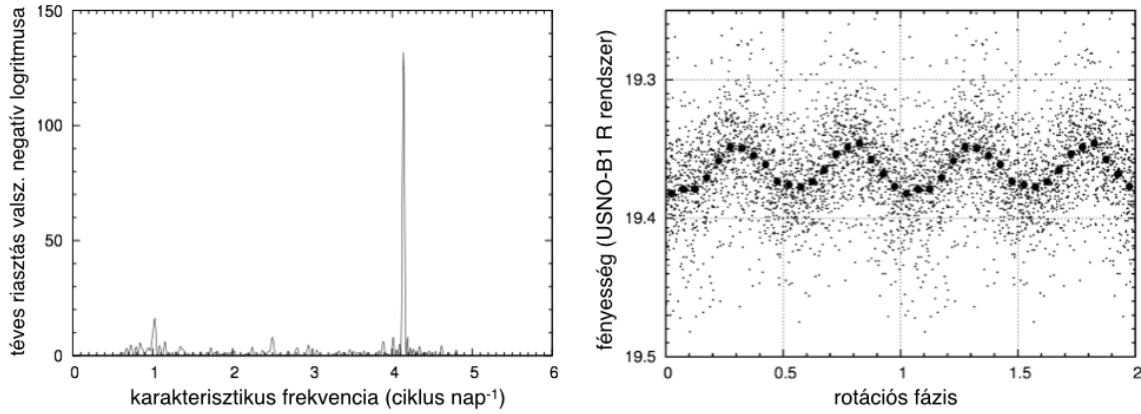 téves riasztás valsz. negatív logritmusa
150
100
50
0
0 1 2 3 4 5 6
karakterisztikus frekvencia (ciklus nap-1)
fényesség (USNO-B1 R rendszer)
19.3
19.4
19.5
0 0.5 1 1.5 2
rotációs fázis